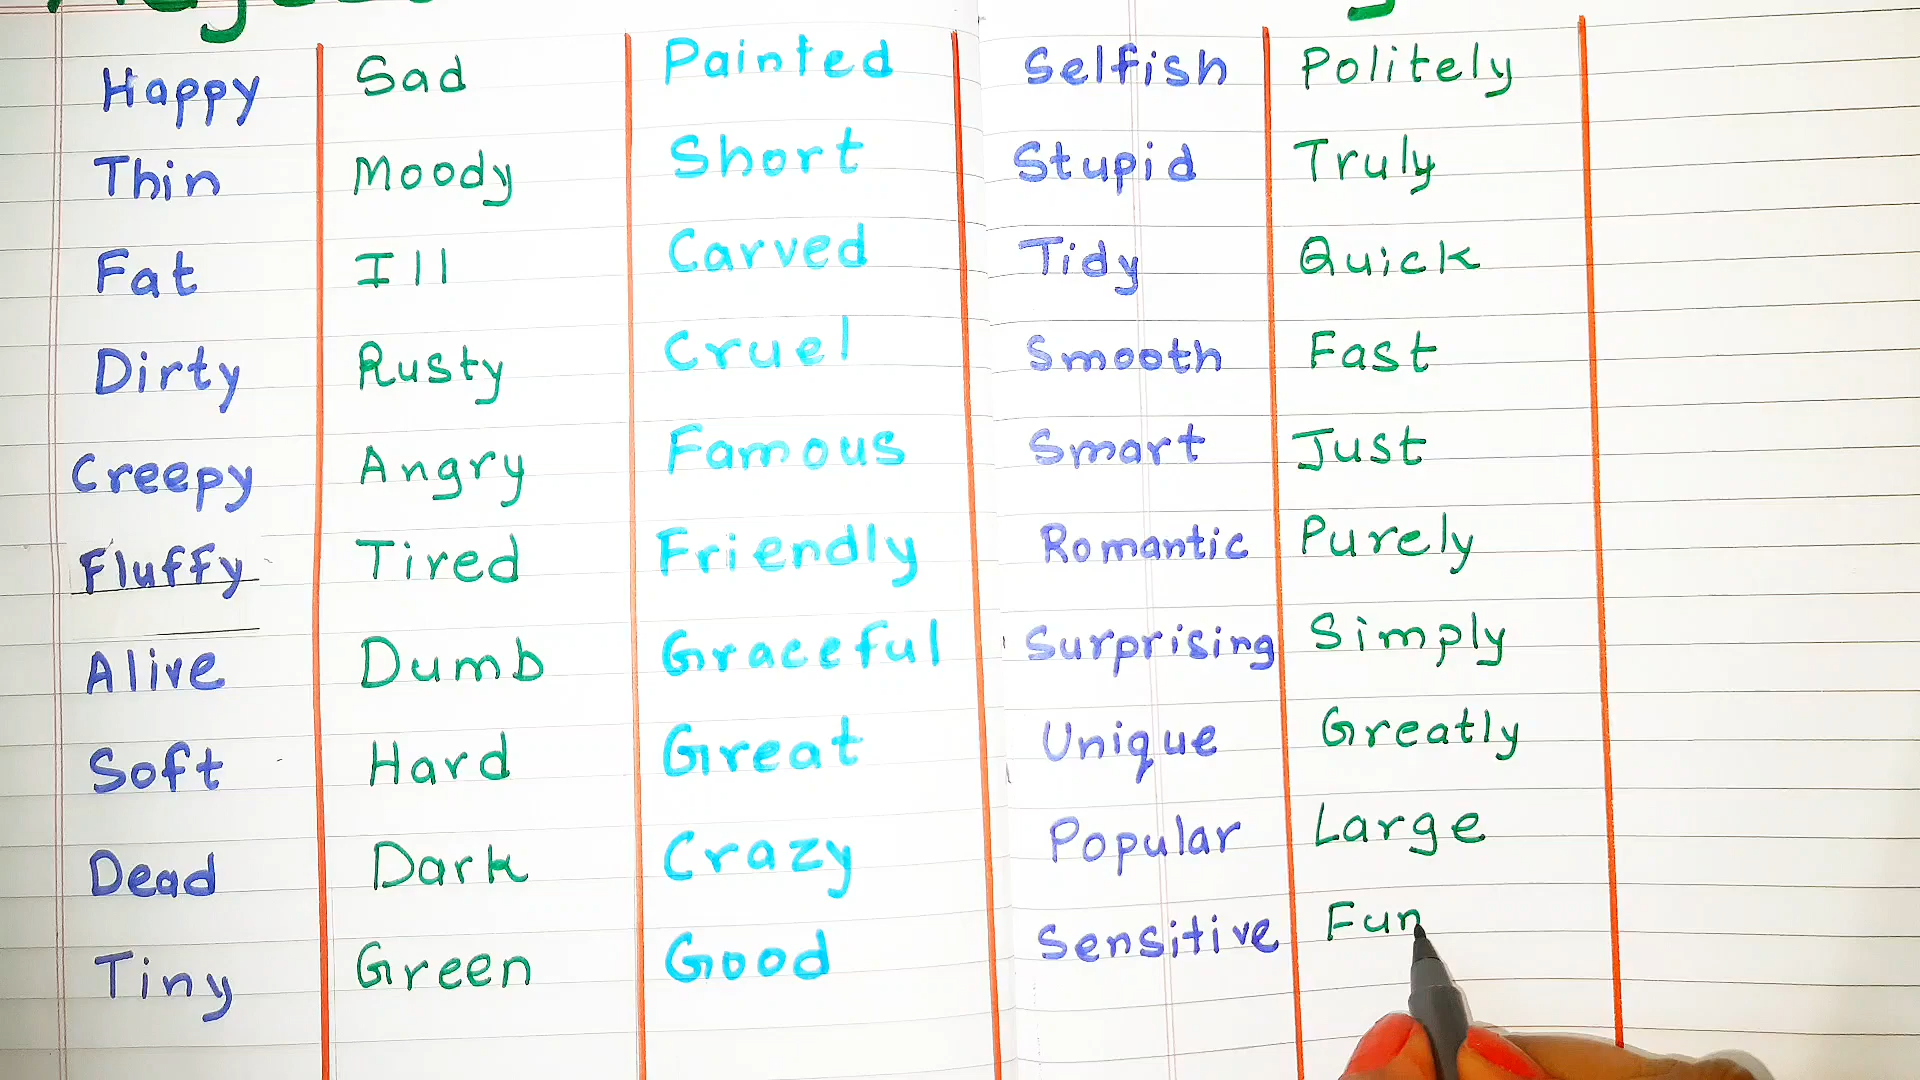 Happy
Thin
Fat
Dirty
Creepy
Fluffy
Alive
Soft
Dead
Tiny
Sad
Moody
Ill
Rusty
Angry
Tired
Dumb
Hard
Dark
Green
Painted
Short
Carved
Cruel
Famous
Friendly
Graceful
Great
Crazy
Good
Selfish
Stupid
Tidy
Smooth
Smart
Romantic
Surprising
Unique
Popular
Sensitive
Politely
Truly
Quick
Fast
Just
Purely
Simply
Greatly
Large
Fun